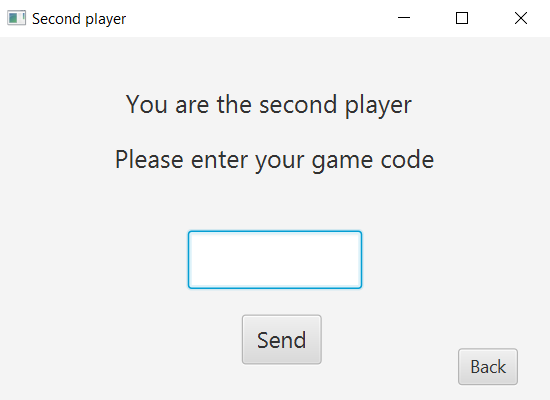 Second player
You are the second player
Please enter your game code
Send
Back